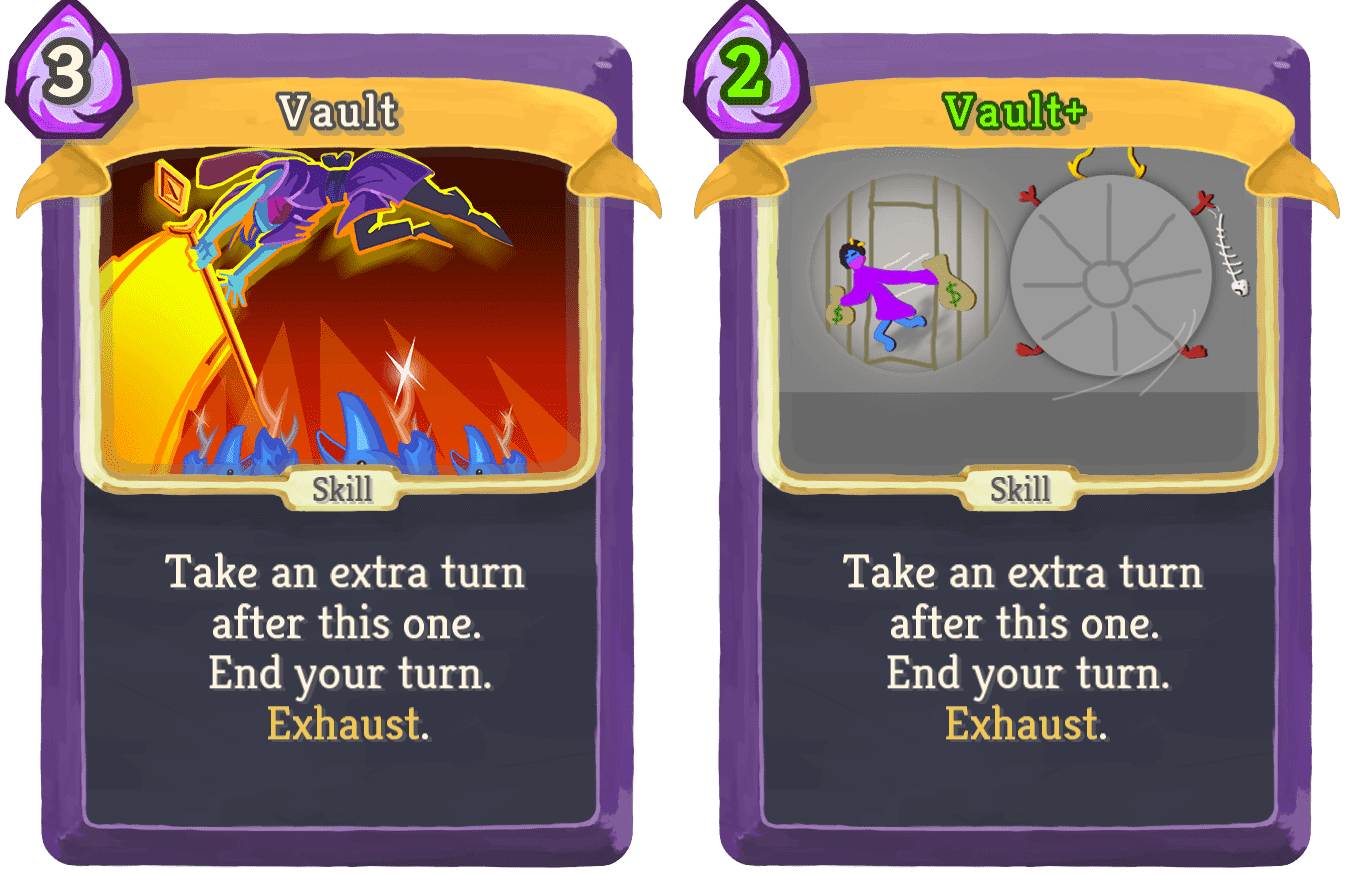 3
Vault
Skill
Take an extra turn
after this one.
End your turn.
Exhaust.
2
Vault+
$
$
Skill
Take an extra turn
after this one.
End your turn.
Exhaust.